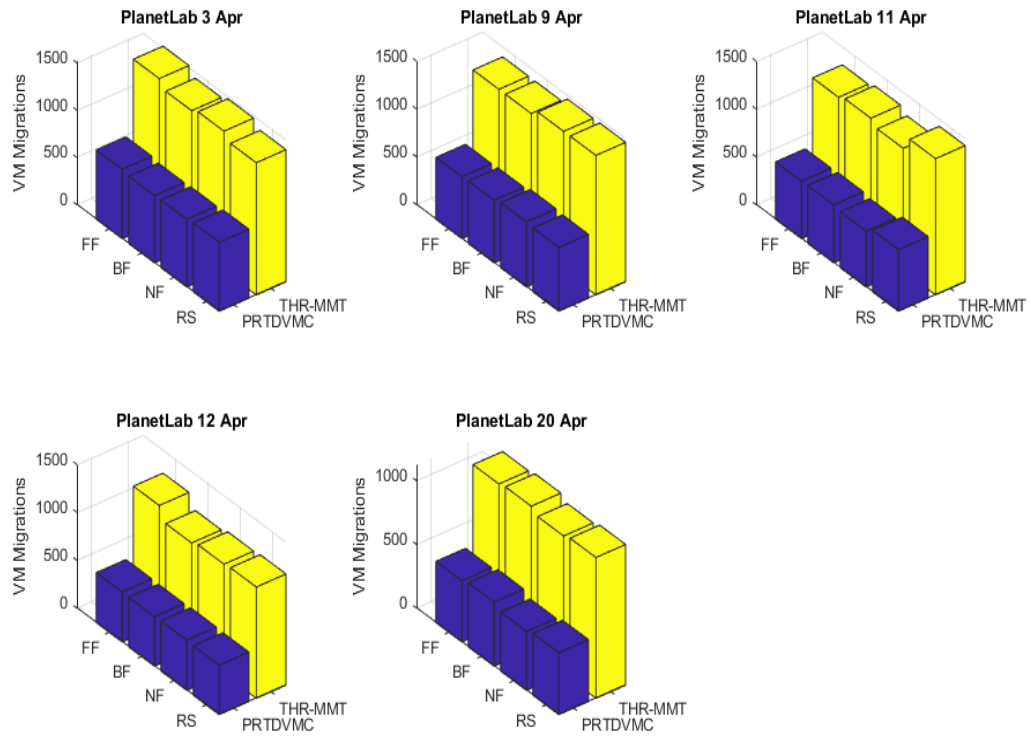 PlanetLab 3 Apr
VM Migrations
1500
1000
500
0
FF
BF
NF
RS
PRTDVMC
THR-MMT
PlanetLab 9 Apr
VM Migrations
1500
1000
500
0
FF
BF
NF
RS
PRTDVMC
THR-MMT
PlanetLab 11 Apr
VM Migrations
1500
1000
500
0
FF
BF
NF
RS
PRTDVMC
THR-MMT
PlanetLab 12 Apr
VM Migrations
1500
1000
500
0
FF
BF
NF
RS
PRTDVMC
THR-MMT
PlanetLab 20 Apr
VM Migrations
1000
500
0
FF
BF
NF
RS
PRTDVMC
THR-MMT